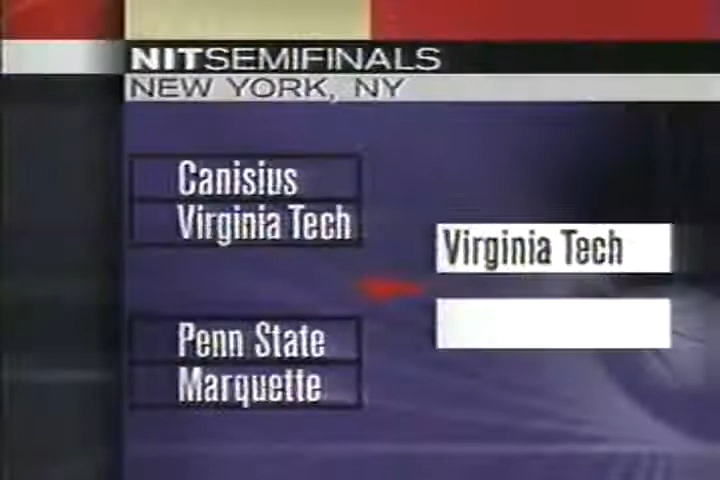 NITSEMIFINALS
NEW YORK, NY
Canisius
Virginia Tech
Virginia Tech
Penn State
Marquette